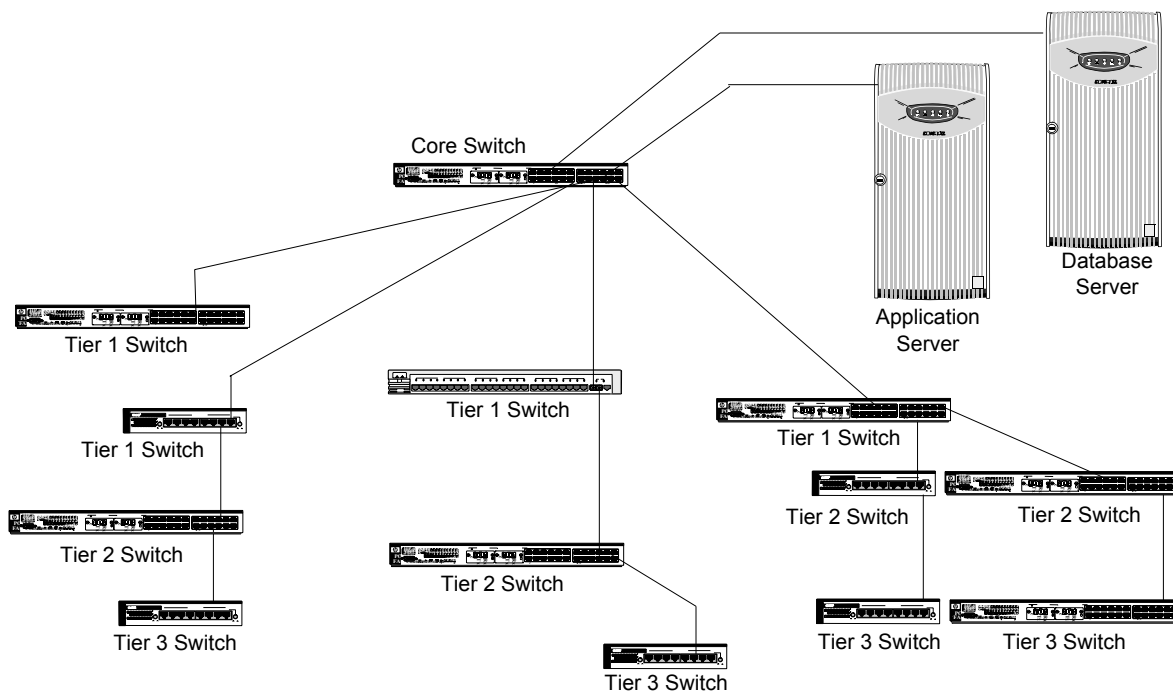 Core Switch
Database
Server
Application
Server
Tier 1 Switch
Tier 1 Switch
Tier 1 Switch
Tier 1 Switch
Tier 2 Switch
Tier 2 Switch
Tier 2 Switch
Tier 2 Switch
Tier 3 Switch
Tier 3 Switch
Tier 3 Switch
Tier 3 Switch